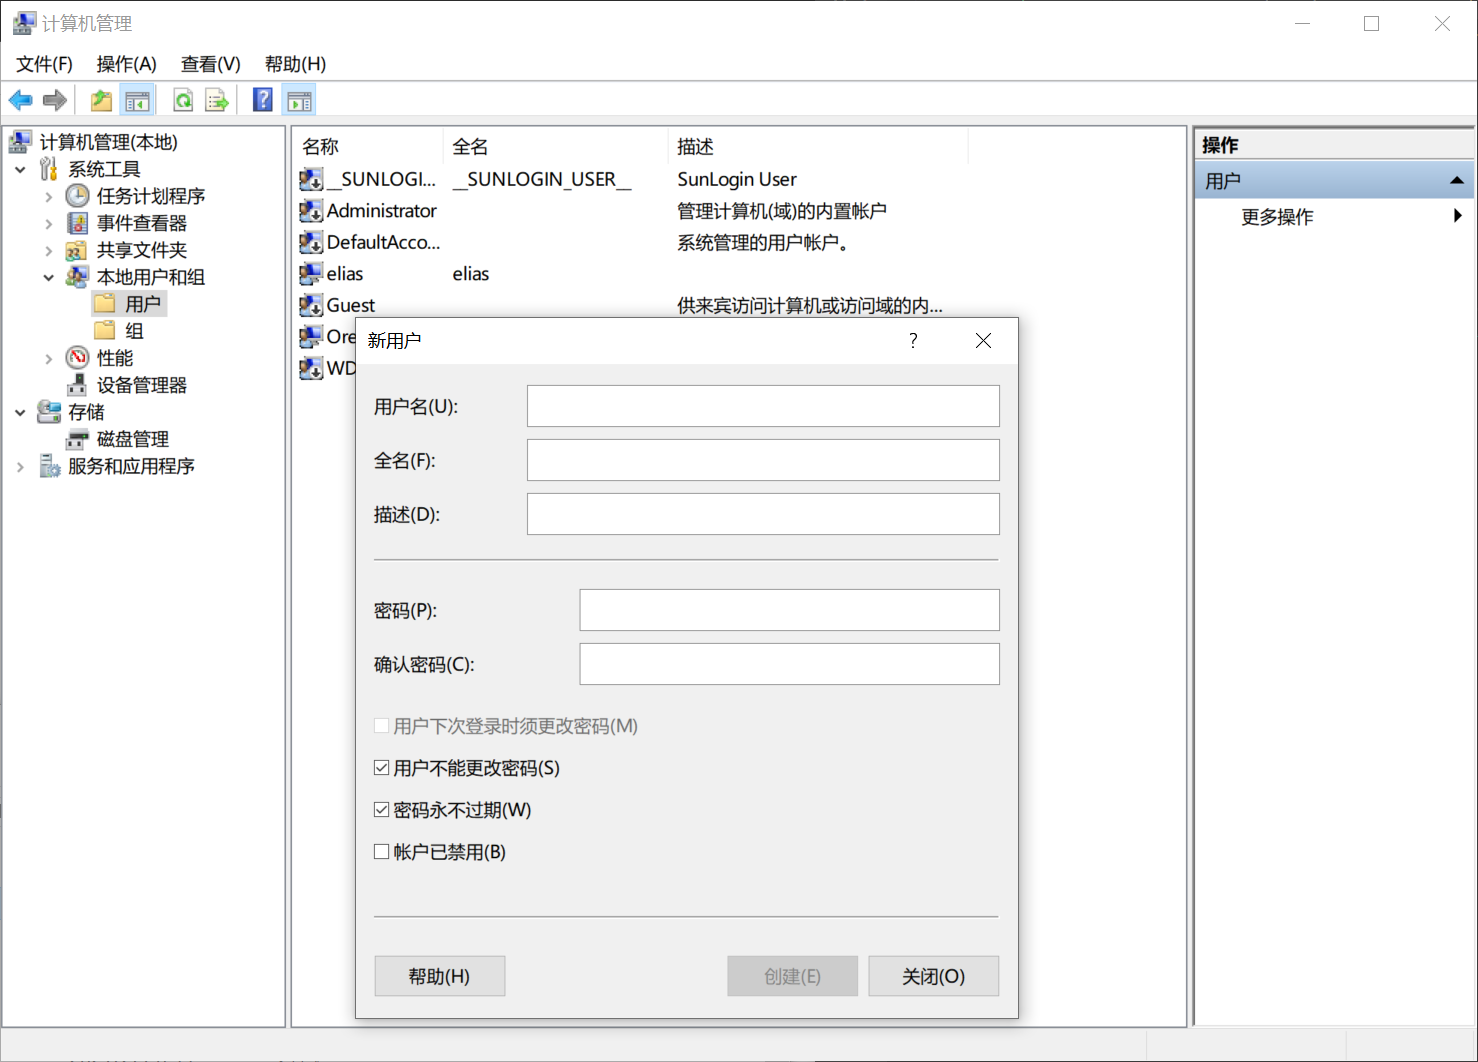 计算机管理
文件(F) 操作(A) 查看(V) 帮助(H)
计算机管理(本地)
系统工具
任务计划程序
事件查看器
共享文件夹
本地用户和组
用户
组
性能
设备管理器
存储
磁盘管理
服务和应用程序
名称 全名 描述
__SUNLOGI... __SUNLOGIN_USER__ SunLogin User
Administrator 管理计算机(域)的内置帐户
DefaultAcco... 系统管理的用户帐户。
elias elias
Guest 供来宾访问计算机或访问域的内...
Ore
WD
新用户
用户名(U):
全名(F):
描述(D):
密码(P):
确认密码(C):
用户下次登录时须更改密码(M)
用户不能更改密码(S)
密码永不过期(W)
帐户已禁用(B)
帮助(H) 创建(E) 关闭(O)
操作
用户
更多操作